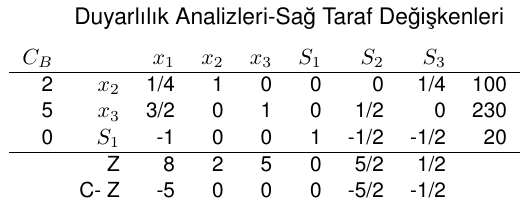 Duyarlılık Analizleri-Sağ Taraf Değişkenleri
C_B x_1 x_2 x_3 S_1 S_2 S_3
2 x_2 1/4 1 0 0 0 1/4 100
5 x_3 3/2 0 1 0 1/2 0 230
0 S_1 -1 0 0 1 -1/2 -1/2 20
Z 8 2 5 0 5/2 1/2
C- Z -5 0 0 0 -5/2 -1/2